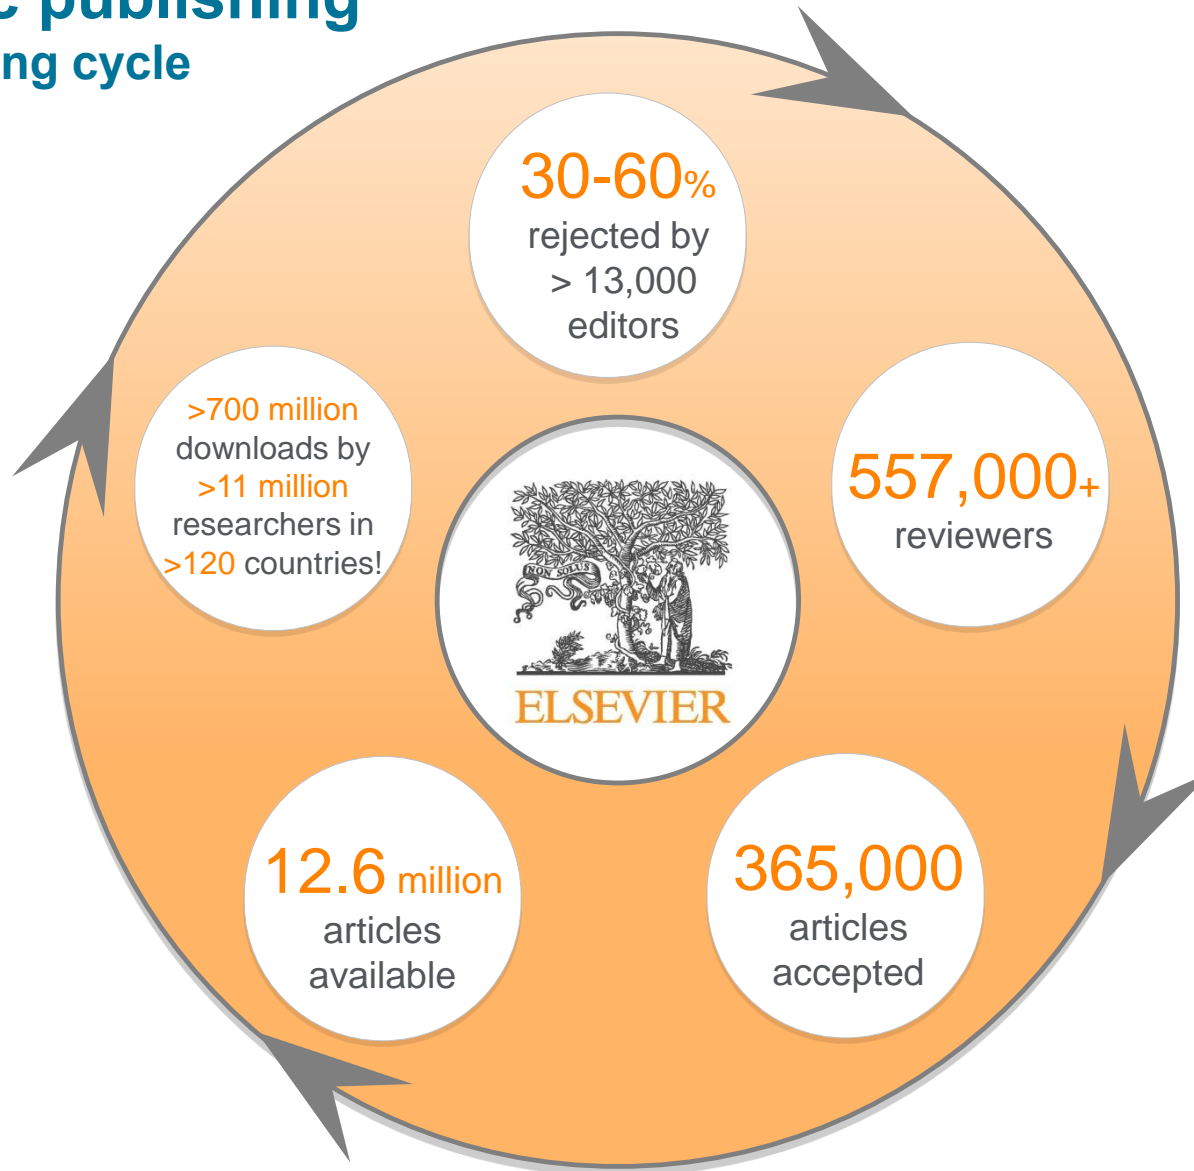 c publishing
ng cycle
30-60%
rejected by
> 13,000
editors
557,000+
reviewers
365,000
articles
accepted
12.6 million
articles
available
>700 million
downloads by
>11 million
researchers in
>120 countries!
NON SOLUS
ELSEVIER